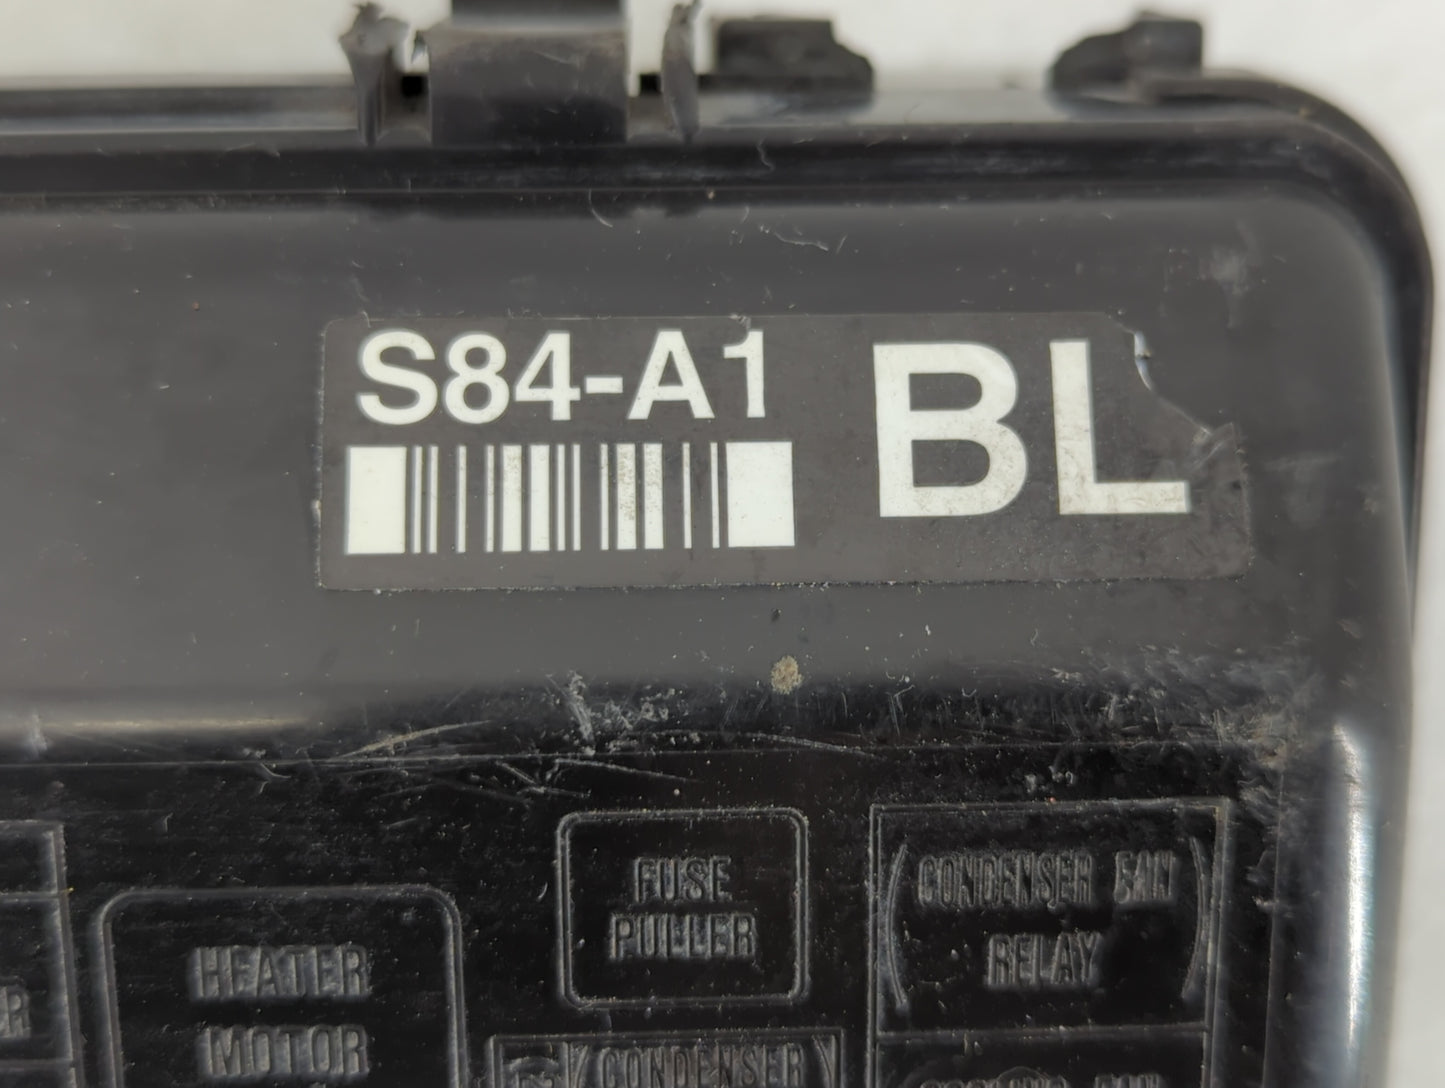 S84-A1
BL
FUSE
PULLER
CONDENSER FAN
RELAY
HEATER
MOTOR
CONDENSER